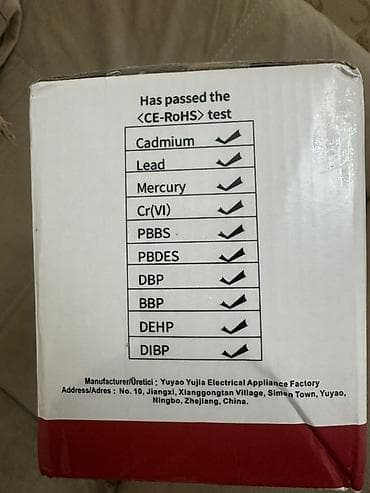 Has passed the
<CE-RoHS> test
Cadmium ✓
Lead ✓
Mercury ✓
Cr(VI) ✓
PBBS ✓
PBDES ✓
DBP ✓
BBP ✓
DEHP ✓
DIBP ✓
Manufacturer/Üretici : Yuyao Yujia Electrical Appliance Factory
Address/Adres : No. 10, Jiangxi, Xianggongtan Village, Simen Town, Yuyao,
Ningbo, Zhejiang, China.